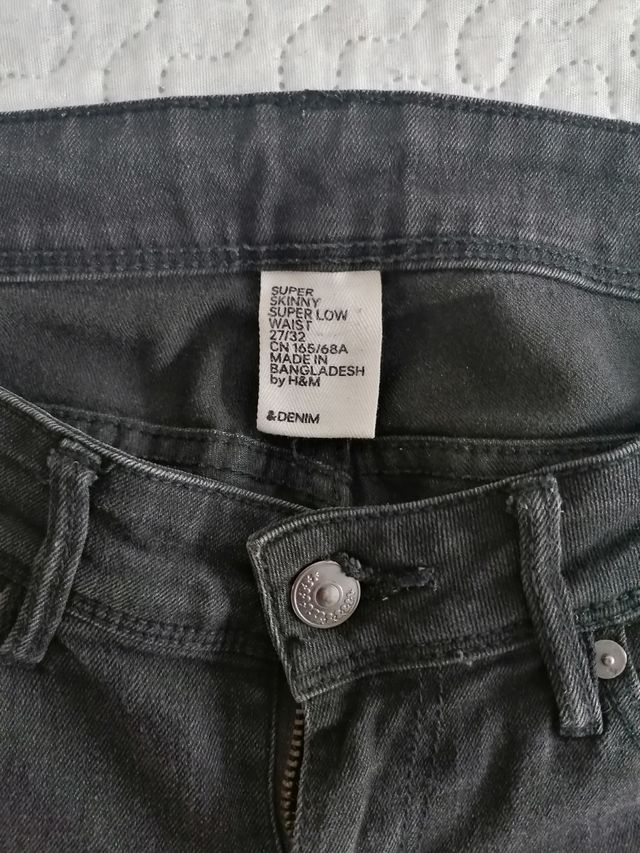 SUPER
SKINNY
SUPER LOW
WAIST
27/32
CN 165/68A
MADE IN
BANGLADESH
by H&M
& DENIM